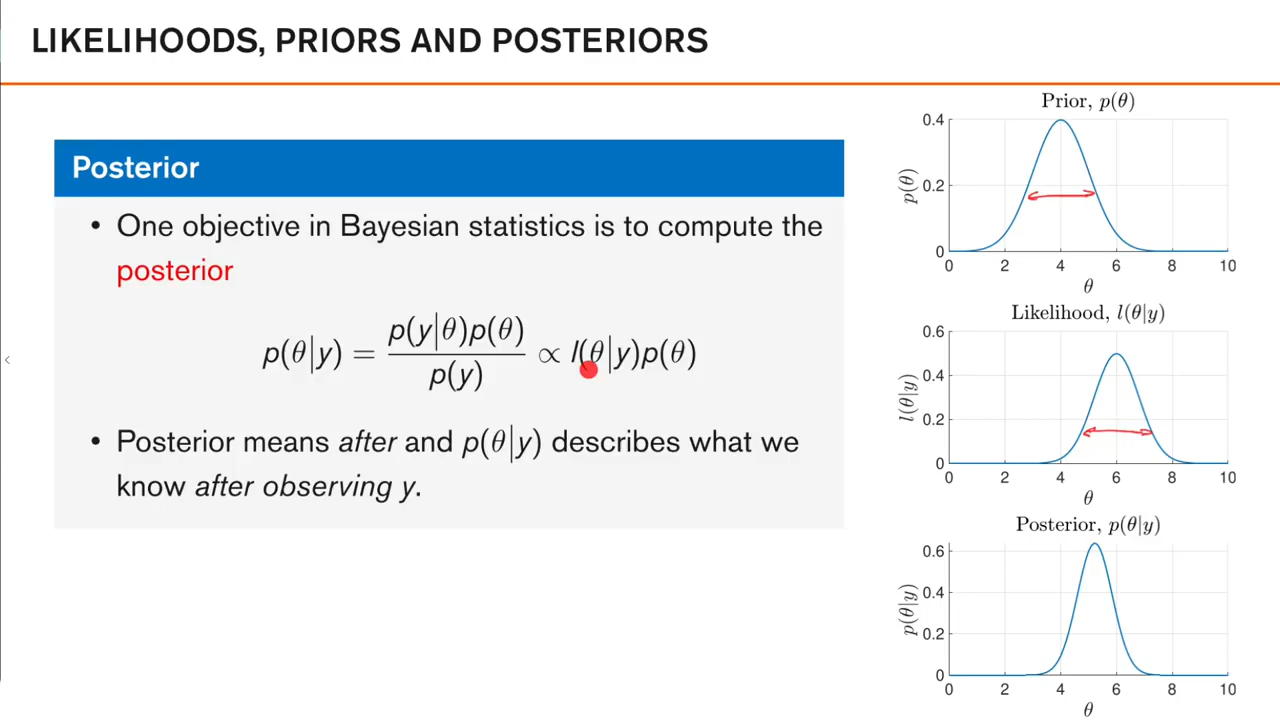 LIKELIHOODS, PRIORS AND POSTERIORS
Posterior
• One objective in Bayesian statistics is to compute the
posterior
p(θ|y) = p(y|θ)p(θ) / p(y) ∝ l(θ|y)p(θ)
• Posterior means after and p(θ|y) describes what we
know after observing y.
Prior, p(θ)
p(θ)
0.4
0.2
0
0 2 4 6 8 10
θ
Likelihood, l(θ|y)
l(θ|y)
0.6
0.4
0.2
0
0 2 4 6 8 10
θ
Posterior, p(θ|y)
p(θ|y)
0.6
0.4
0.2
0
0 2 4 6 8 10
θ